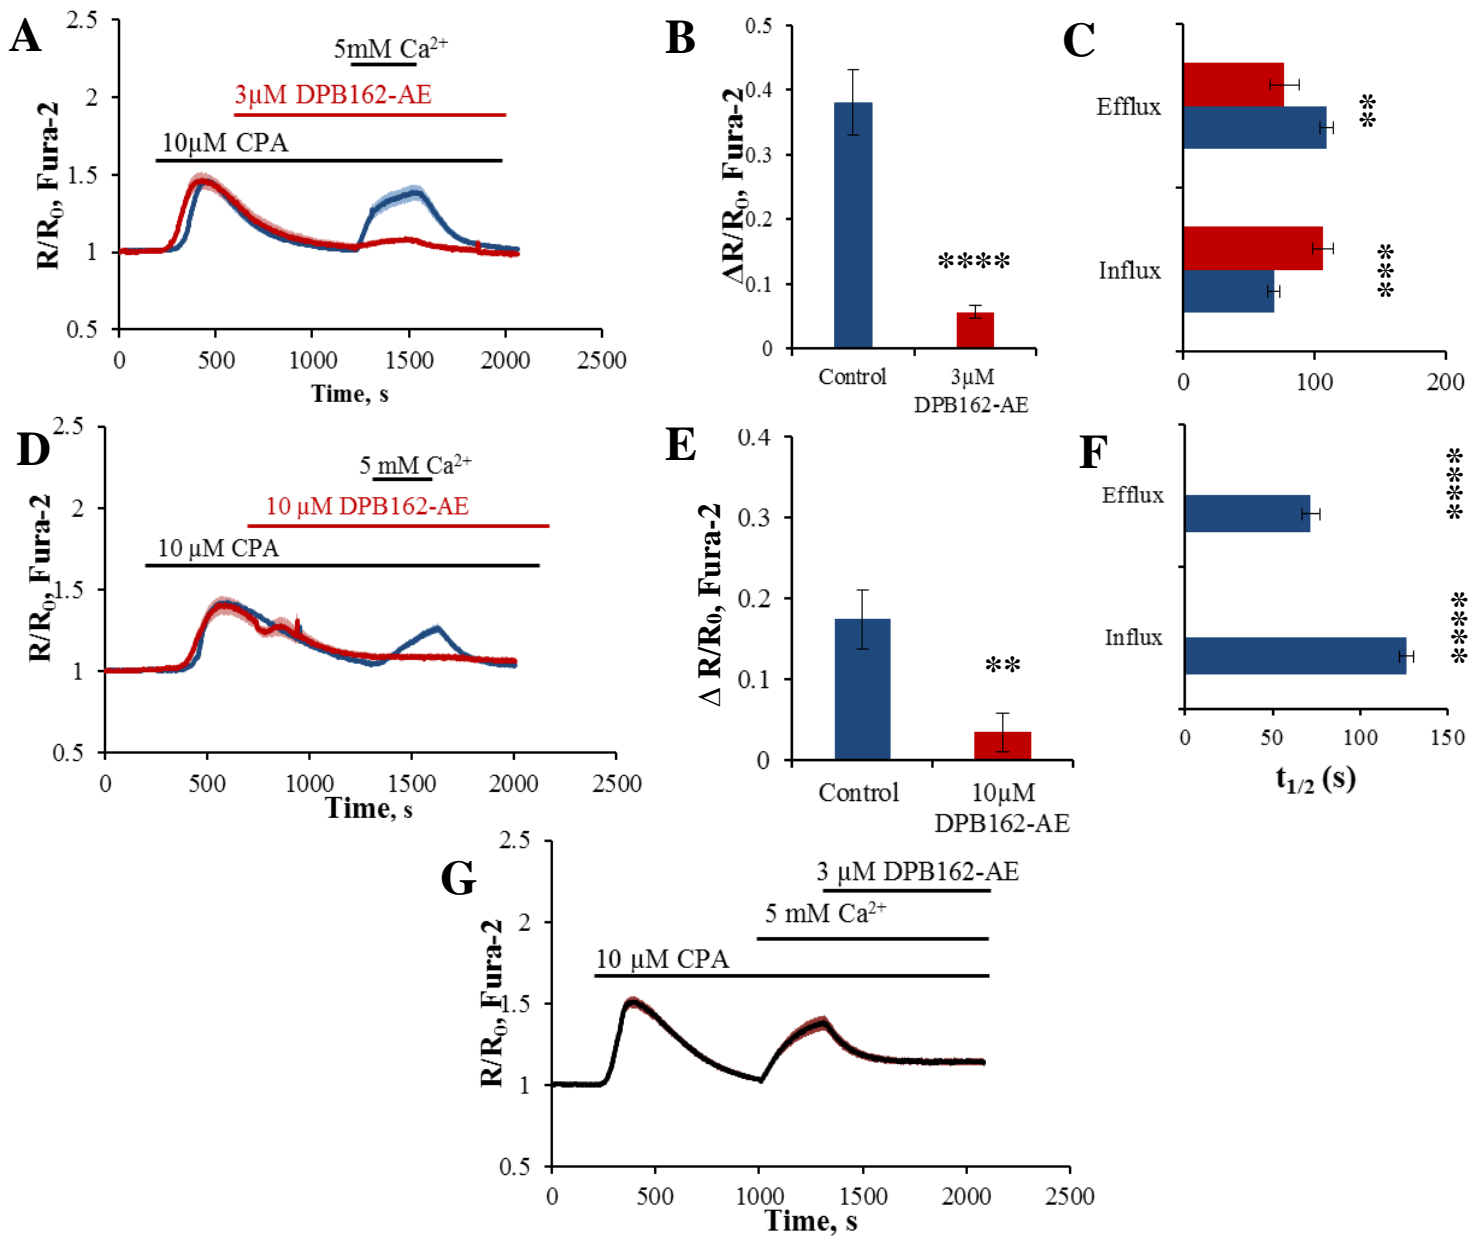 A
2.5
2
1.5
1
0.5
R/R0, Fura-2
5mM Ca2+
3µM DPB162-AE
10µM CPA
0 500 1000 1500 2000 2500
Time, s
B
0.5
0.4
0.3
0.2
0.1
0
ΔR/R0, Fura-2
****
Control
3µM
DPB162-AE
C
Efflux
**
Influx
***
0 100 200
D
2.5
2
1.5
1
0.5
R/R0, Fura-2
5 mM Ca2+
10 µM DPB162-AE
10 µM CPA
0 500 1000 1500 2000 2500
Time, s
E
0.4
0.3
0.2
0.1
0
Δ R/R0, Fura-2
**
Control
10µM
DPB162-AE
F
Efflux
****
Influx
****
0 50 100 150
t1/2 (s)
G
2.5
2
1.5
1
0.5
R/R0, Fura-2
3 µM DPB162-AE
5 mM Ca2+
10 µM CPA
0 500 1000 1500 2000 2500
Time, s